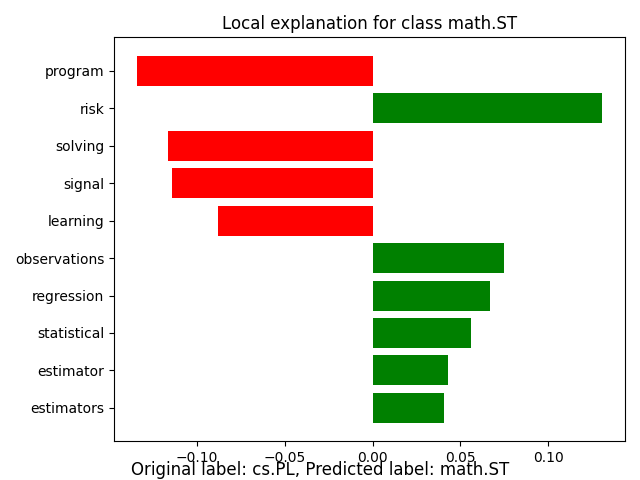 Local explanation for class math.ST
program
risk
solving
signal
learning
observations
regression
statistical
estimator
estimators
−0.10 −0.05 0.00 0.05 0.10
Original label: cs.PL, Predicted label: math.ST